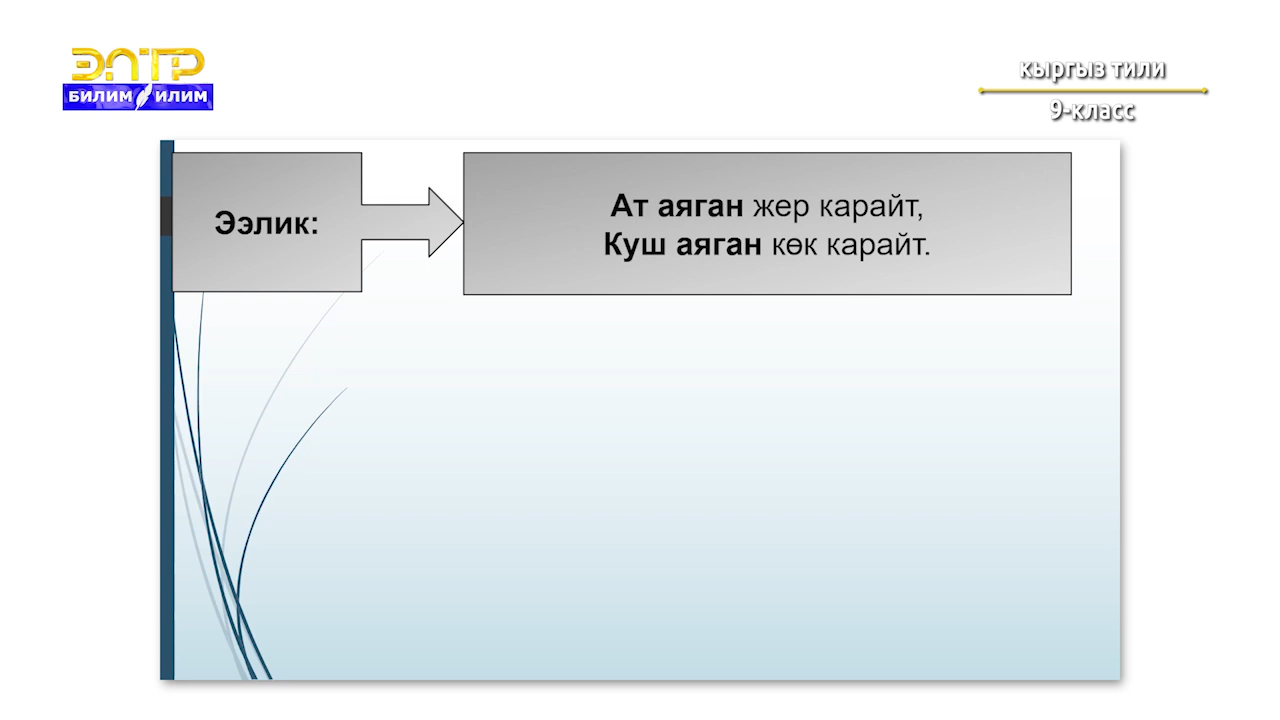 ЭЛТР
БИЛИМ ИЛИМ
кыргыз тили
9-класс
Ээлик:
Ат аяган жер карайт,
Куш аяган көк карайт.